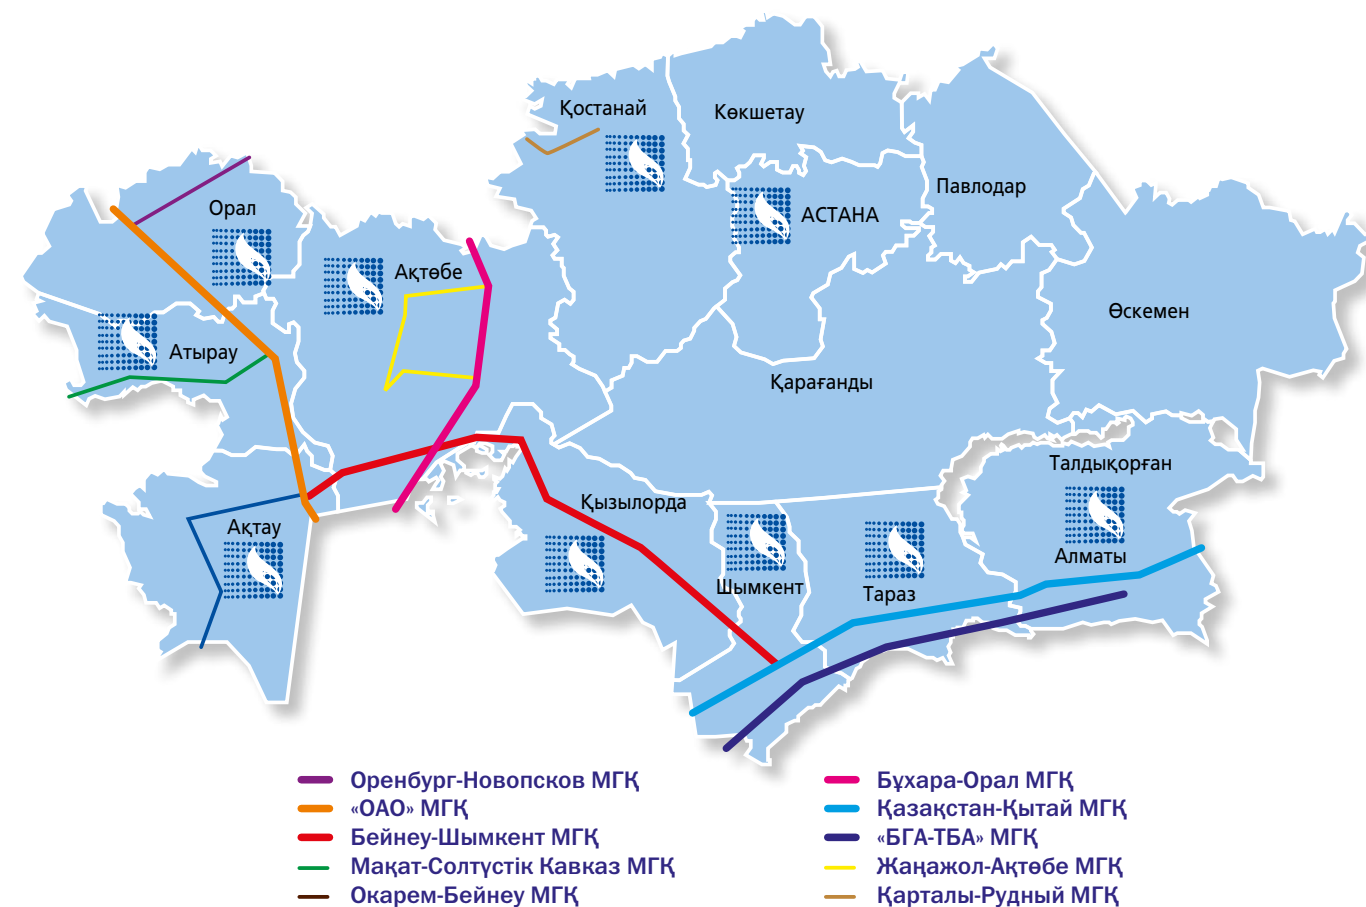 Қостанай
Көкшетау
Павлодар
Орал
АСТАНА
Ақтөбе
Өскемен
Атырау
Қарағанды
Талдықорған
Қызылорда
Ақтау
Алматы
Шымкент
Тараз
Оренбург-Новопсков МГҚ
«ОАО» МГҚ
Бейнеу-Шымкент МГҚ
Мақат-Солтүстік Кавказ МГҚ
Окарем-Бейнеу МГҚ
Бұхара-Орал МГҚ
Қазақстан-Қытай МГҚ
«БГА-ТБА» МГҚ
Жаңажол-Ақтөбе МГҚ
Қарталы-Рудный МГҚ